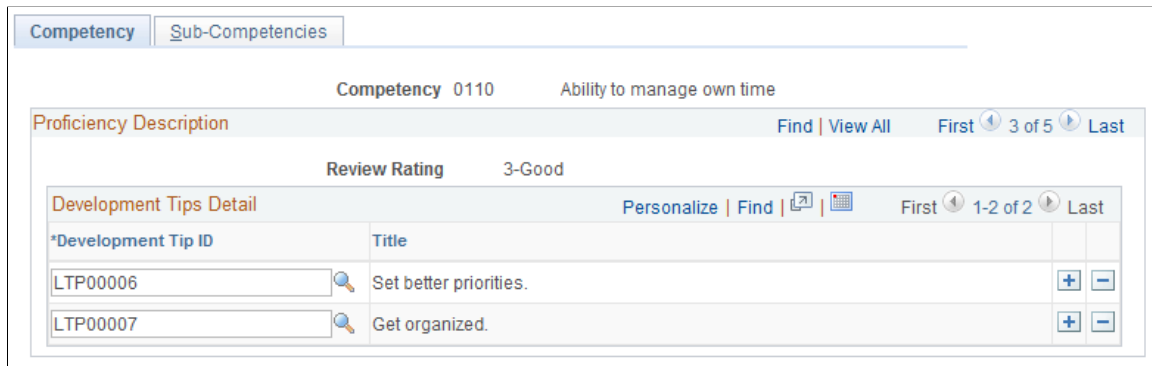 Competency Sub-Competencies
Competency 0110 Ability to manage own time
Proficiency Description Find | View All First 3 of 5 Last
Review Rating 3-Good
Development Tips Detail Personalize | Find | | First 1-2 of 2 Last
*Development Tip ID Title
LTP00006 Set better priorities.
LTP00007 Get organized.